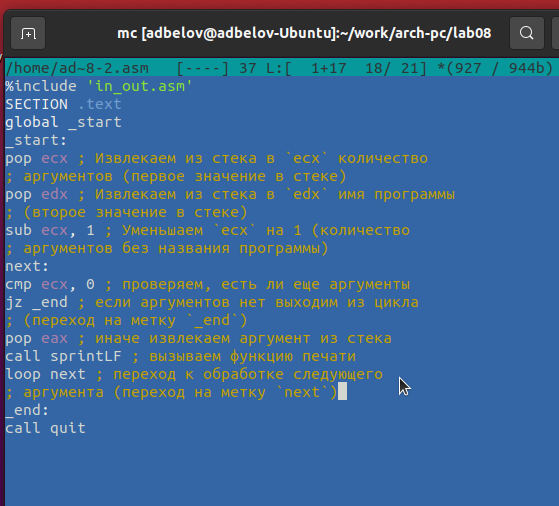 mc [adbelov@adbelov-Ubuntu]:~/work/arch-pc/lab08
/home/ad~8-2.asm   [----] 37 L:[  1+17  18/ 21] *(927 / 944b)
%include 'in_out.asm'
SECTION .text
global _start
_start:
pop ecx ; Извлекаем из стека в `ecx` количество
; аргументов (первое значение в стеке)
pop edx ; Извлекаем из стека в `edx` имя программы
; (второе значение в стеке)
sub ecx, 1 ; Уменьшаем `ecx` на 1 (количество
; аргументов без названия программы)
next:
cmp ecx, 0 ; проверяем, есть ли еще аргументы
jz _end ; если аргументов нет выходим из цикла
; (переход на метку `_end`)
pop eax ; иначе извлекаем аргумент из стека
call sprintLF ; вызываем функцию печати
loop next ; переход к обработке следующего
; аргумента (переход на метку `next`)
_end:
call quit